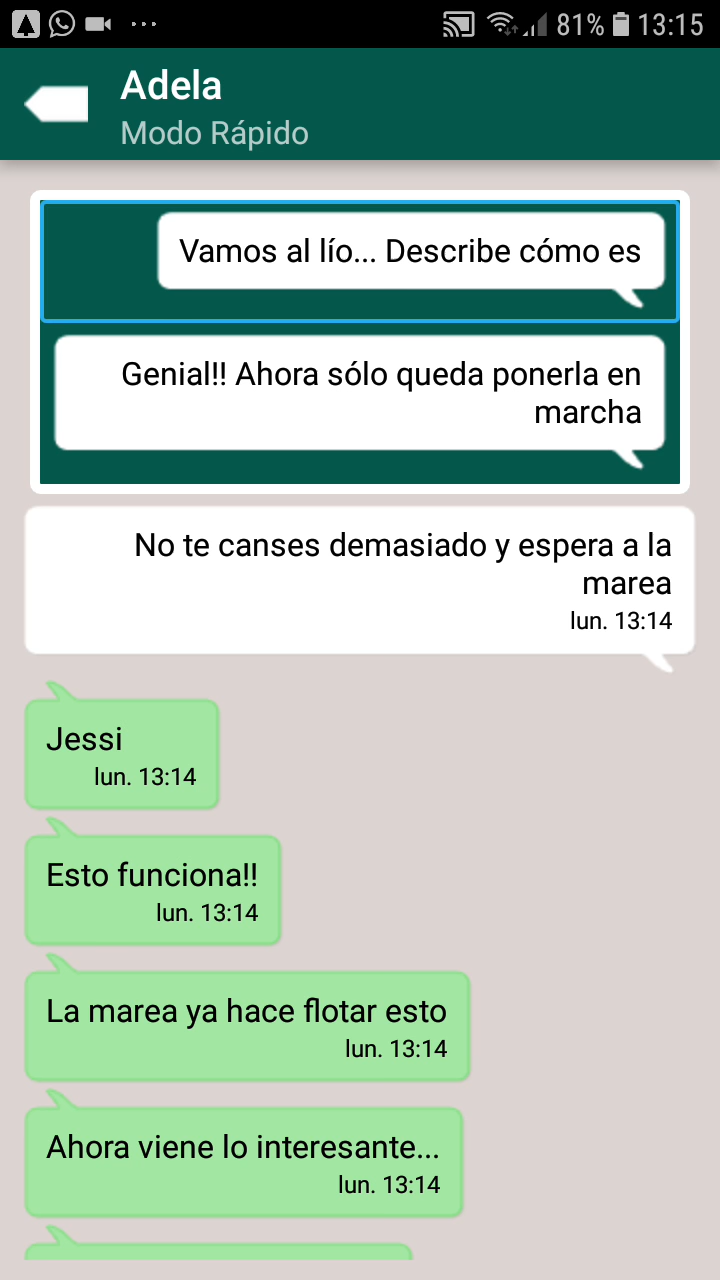 81% 13:15
Adela
Modo Rápido
Vamos al lío... Describe cómo es
Genial!! Ahora sólo queda ponerla en
marcha
No te canses demasiado y espera a la
marea
lun. 13:14
Jessi
lun. 13:14
Esto funciona!!
lun. 13:14
La marea ya hace flotar esto
lun. 13:14
Ahora viene lo interesante...
lun. 13:14